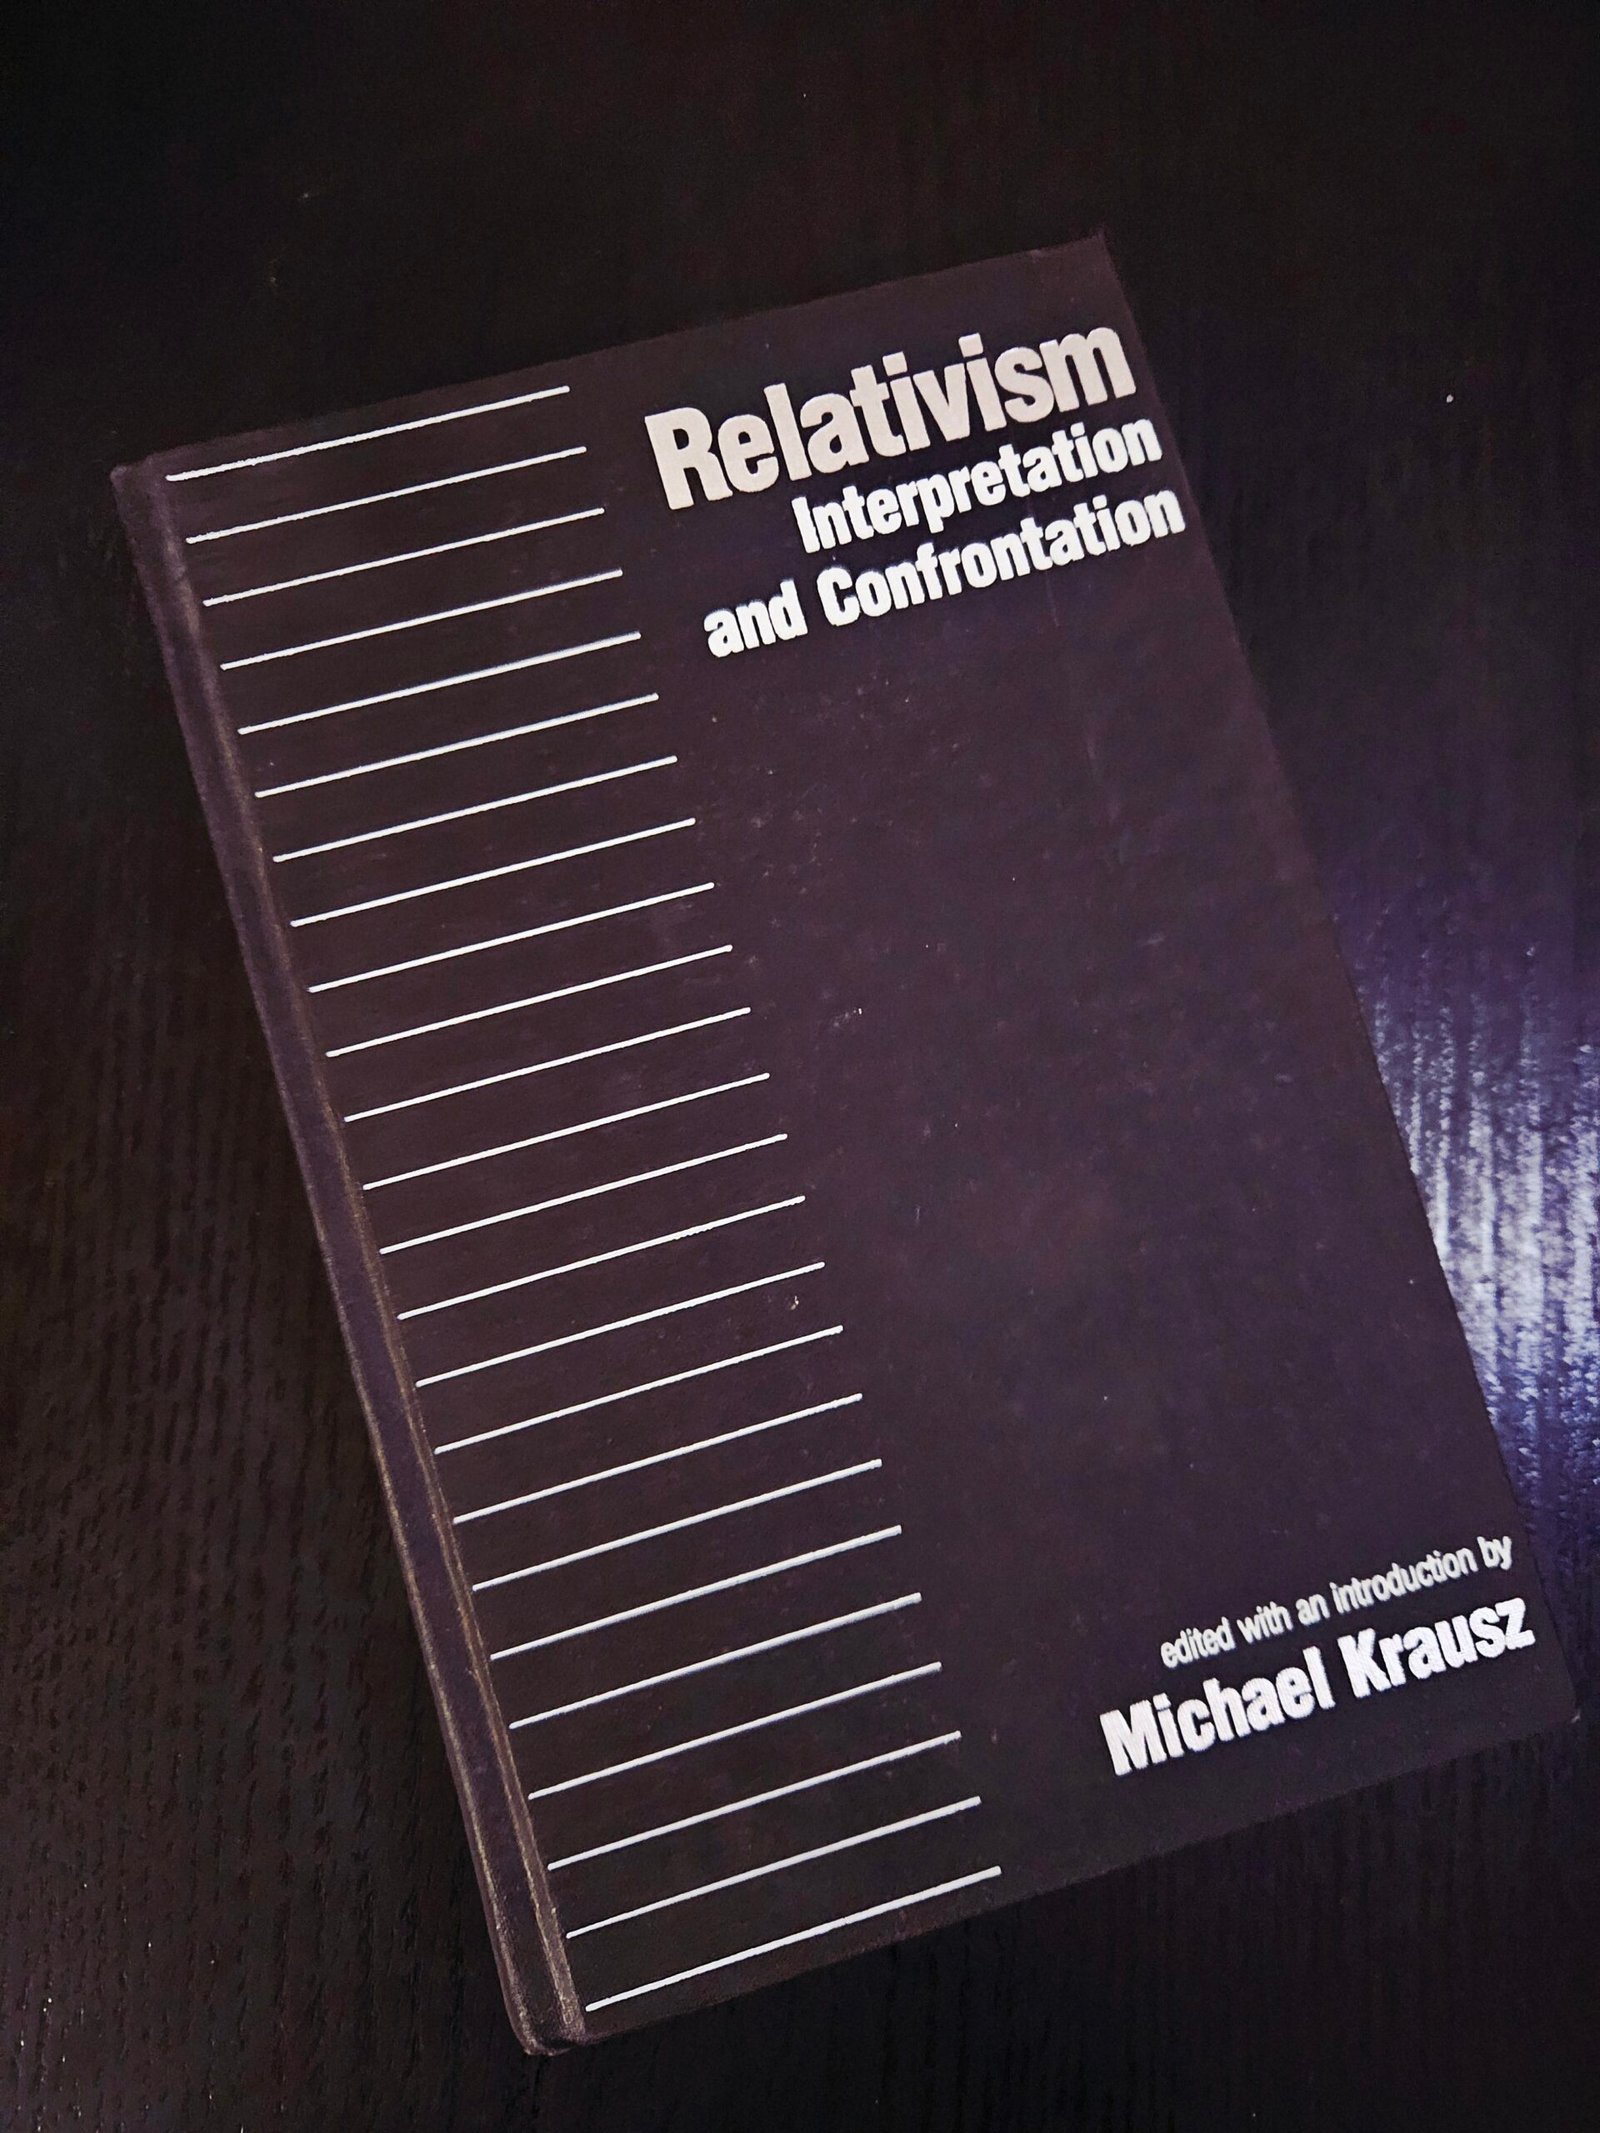 Relativism
Interpretation
and Confrontation
edited with an introduction by
Michael Krausz